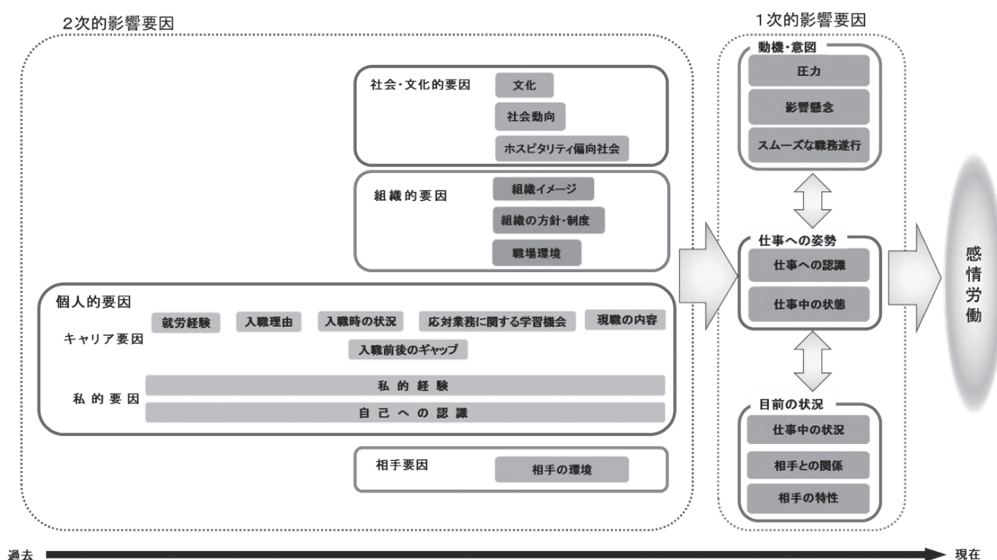 2次的影響要因
1次的影響要因
社会・文化的要因
文化
社会動向
ホスピタリティ偏向社会
組織的要因
組織イメージ
組織の方針・制度
職場環境
個人的要因
キャリア要因
就労経験
入職理由
入職時の状況
応対業務に関する学習機会
現職の内容
入職前後のギャップ
私的要因
私的経験
自己への認識
相手要因
相手の環境
動機・意図
圧力
影響懸念
スムーズな職務遂行
仕事への姿勢
仕事への認識
仕事中の状態
目前の状況
仕事中の状況
相手との関係
相手の特性
感情労働
過去
現在